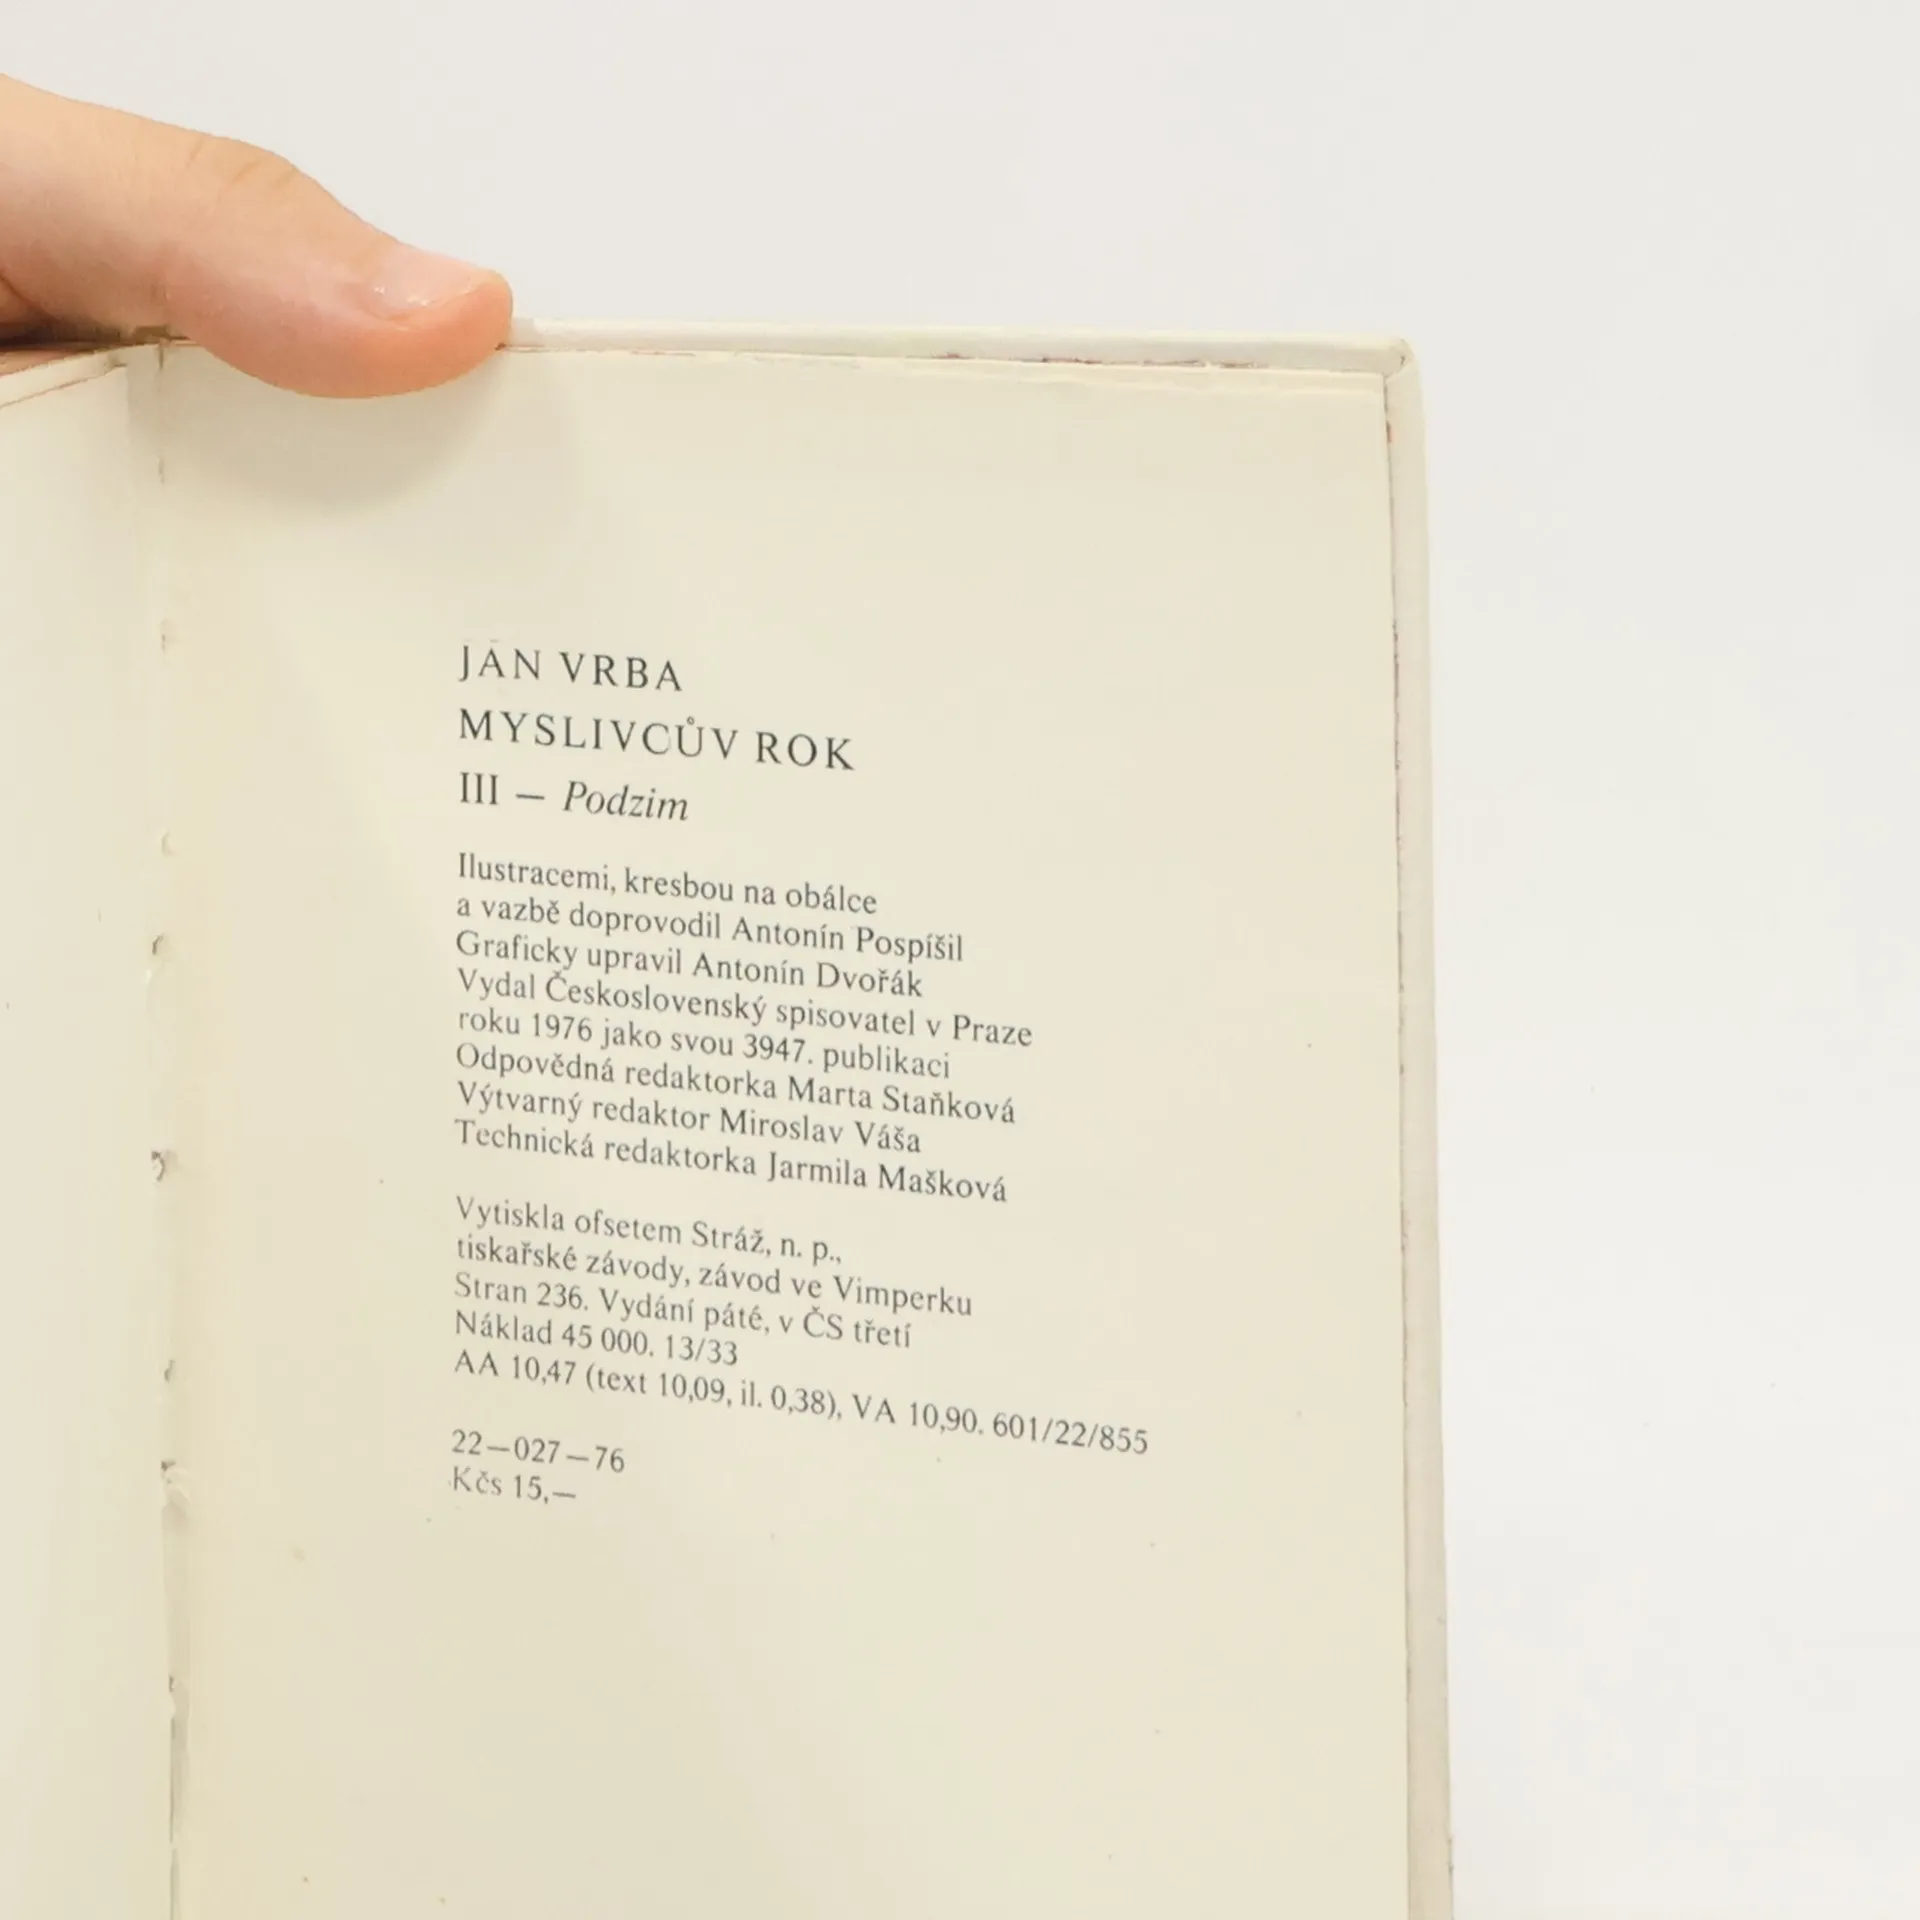 JAN VRBA
MYSLIVCŮV ROK
III — Podzim
Ilustracemi, kresbou na obálce
a vazbě doprovodil Antonín Pospíšil
Graficky upravil Antonín Dvořák
Vydal Československý spisovatel v Praze
roku 1976 jako svou 3947. publikaci
Odpovědná redaktorka Marta Staňková
Výtvarný redaktor Miroslav Váša
Technická redaktorka Jarmila Mašková
Vytiskla ofsetem Stráž, n. p.,
tiskařské závody, závod ve Vimperku
Stran 236. Vydání páté, v ČS třetí
Náklad 45 000. 13/33
AA 10,47 (text 10,09, il. 0,38), VA 10,90. 601/22/855
22—027—76
Kčs 15,—